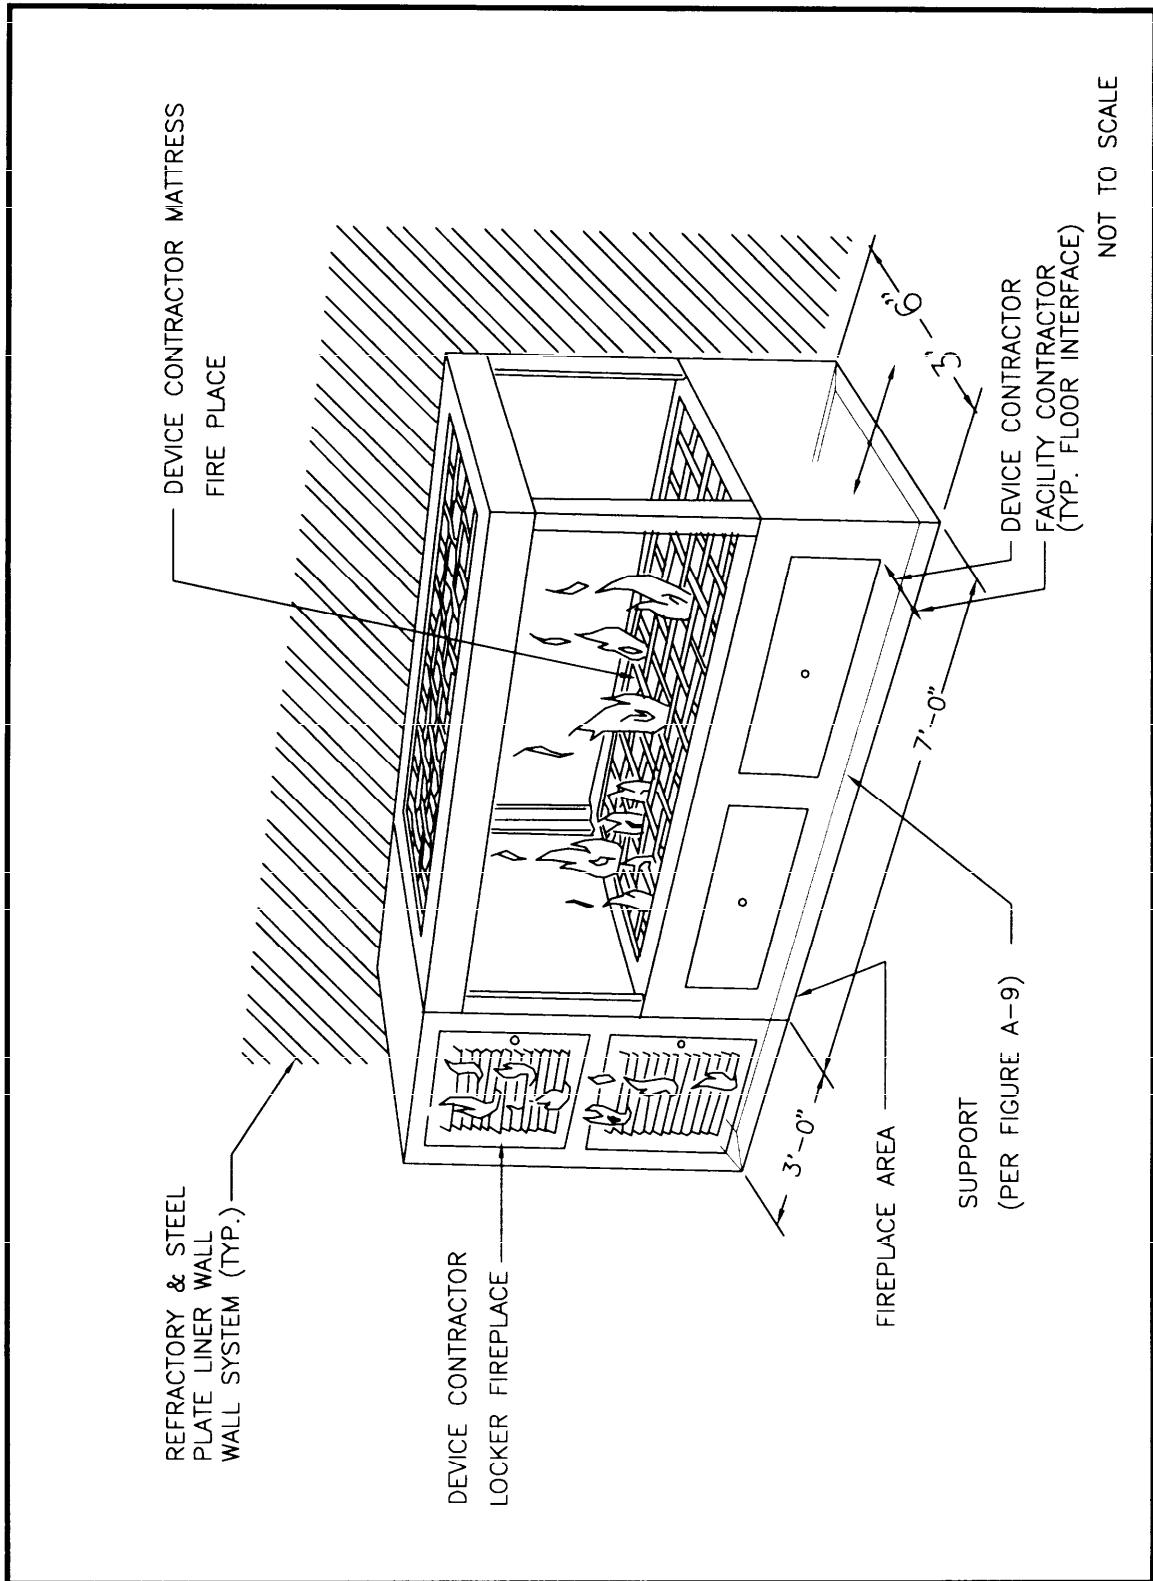 REFRACTORY & STEEL
PLATE LINER WALL
WALL SYSTEM (TYP.)
DEVICE CONTRACTOR MATTRESS
FIRE PLACE
DEVICE CONTRACTOR
LOCKER FIREPLACE
3'-0"
7'-0"
3' 6"
FIREPLACE AREA
SUPPORT
(PER FIGURE A-9)
DEVICE CONTRACTOR
FACILITY CONTRACTOR
(TYP. FLOOR INTERFACE)
NOT TO SCALE